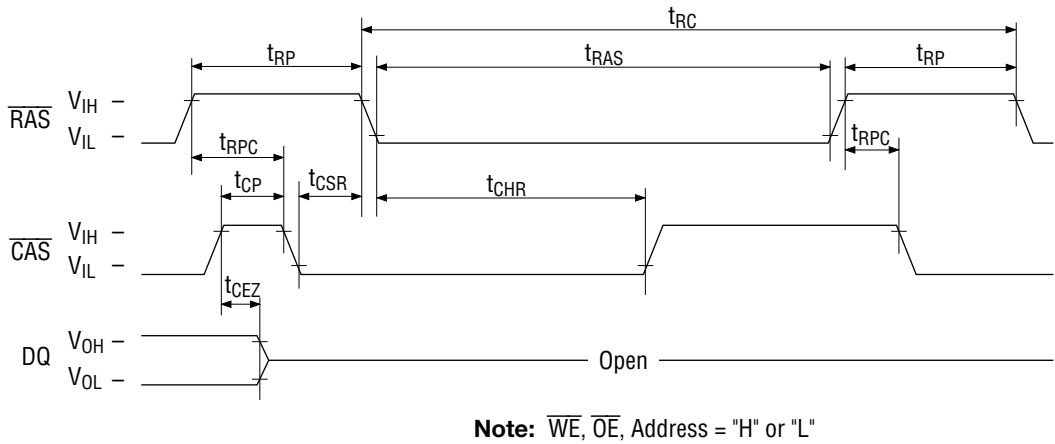 tRC
tRP
tRAS
tRP
RAS
VIH –
VIL –
tRPC
tRPC
tCP
tCSR
tCHR
CAS
VIH –
VIL –
tCEZ
DQ
VOH –
VOL –
Open
Note: WE, OE, Address = "H" or "L"